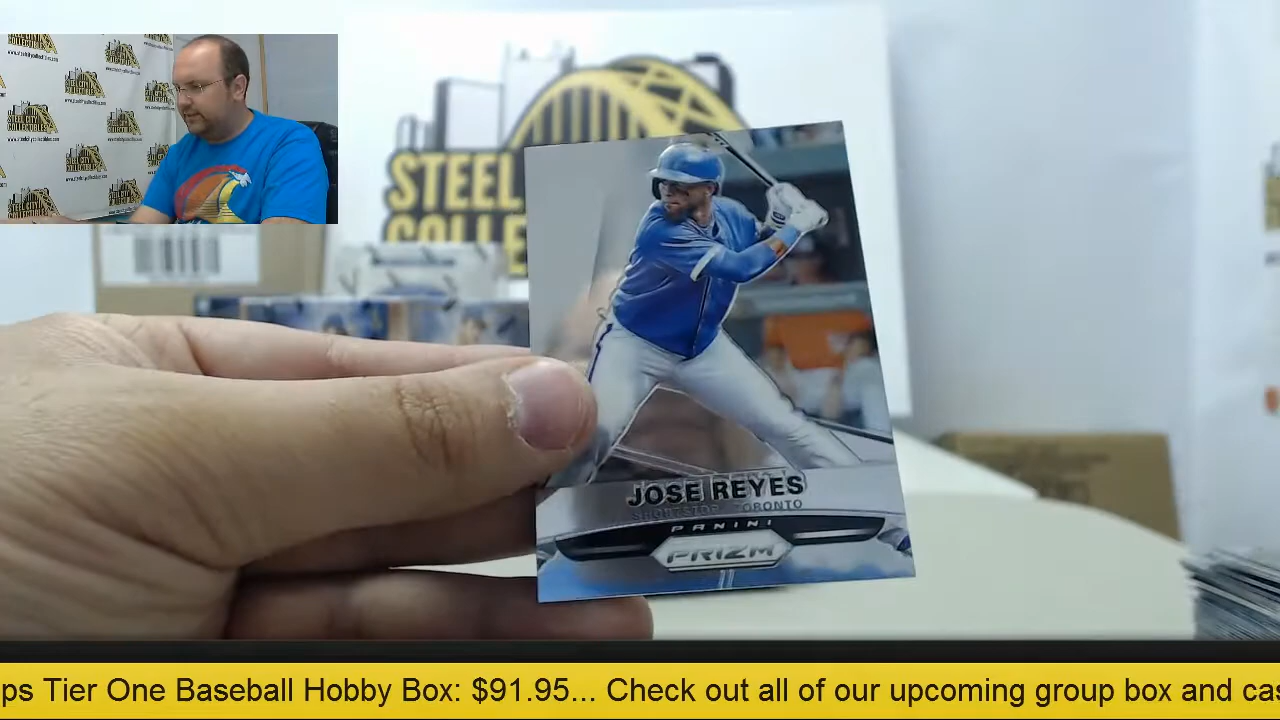 STEEL
COLLE
JOSE REYES
SHORTSTOP TORONTO
PANINI
PRIZM
ps Tier One Baseball Hobby Box: $91.95... Check out all of our upcoming group box and cas